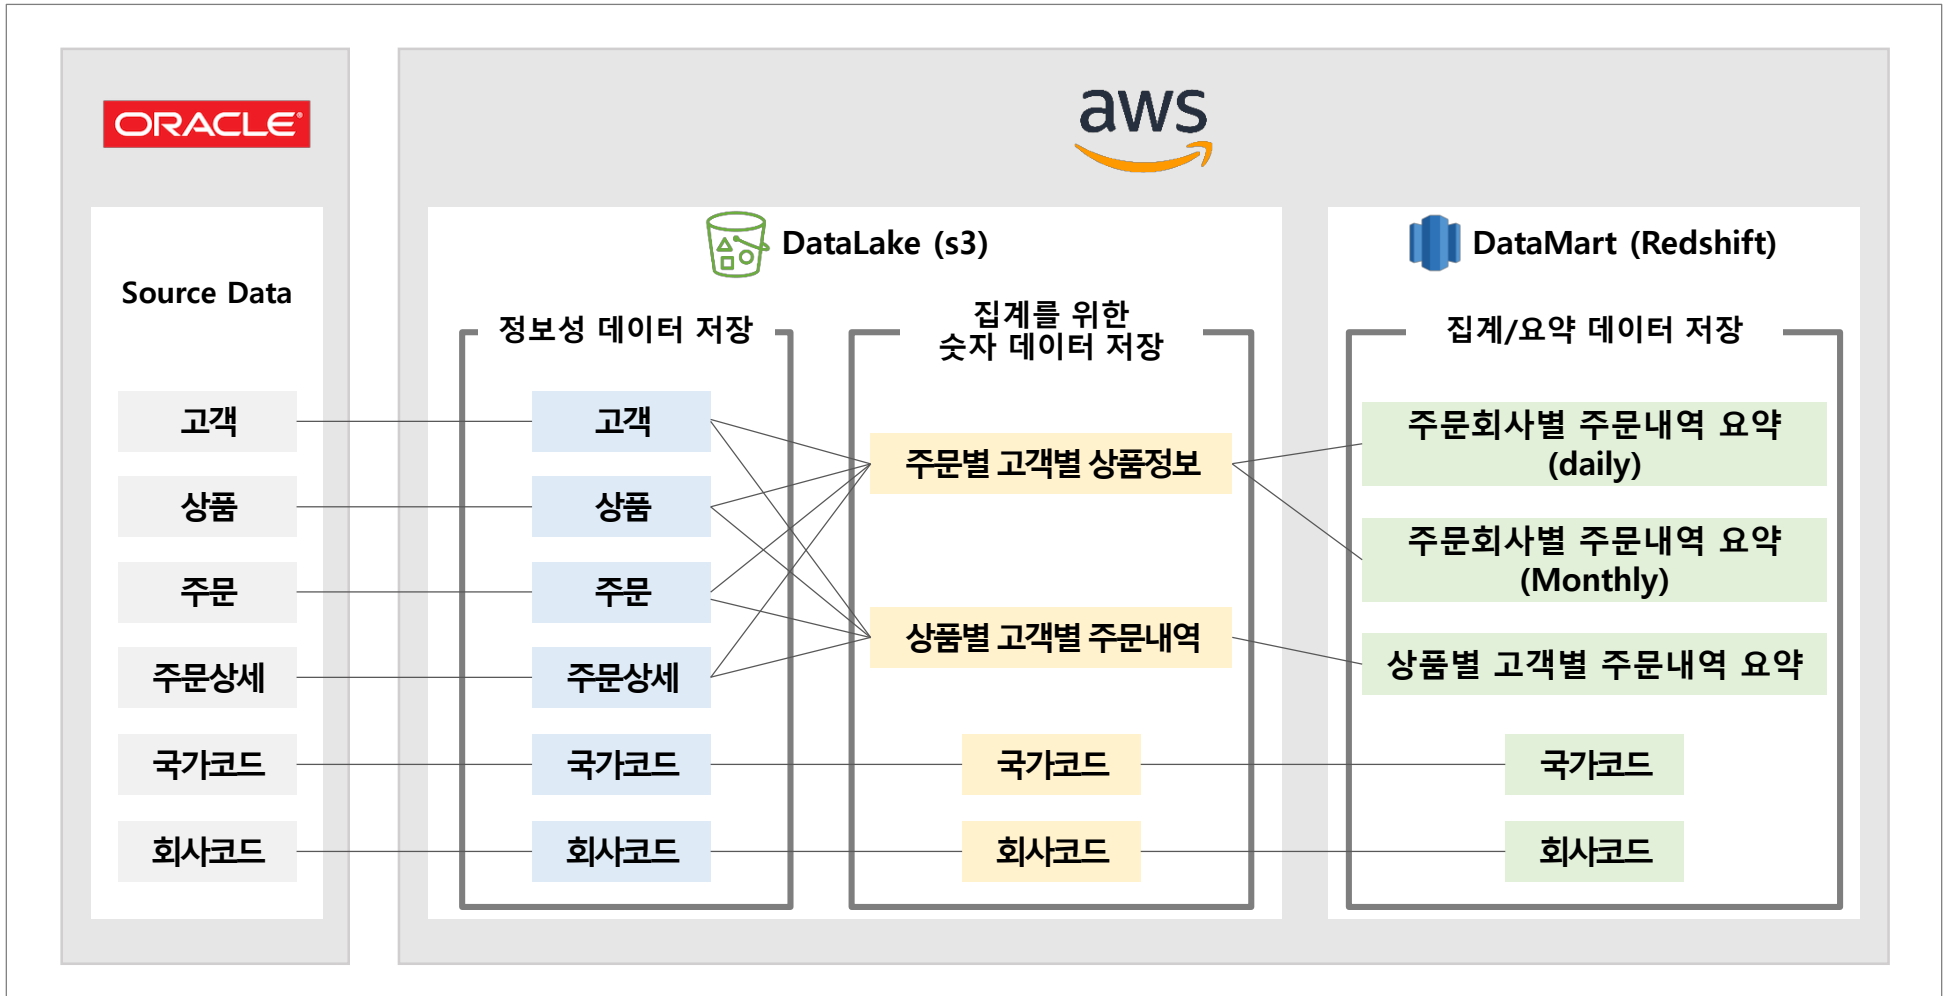 ORACLE
aws
Source Data
DataLake (s3)
DataMart (Redshift)
정보성 데이터 저장
집계를 위한
숫자 데이터 저장
집계/요약 데이터 저장
고객
상품
주문
주문상세
국가코드
회사코드
고객
상품
주문
주문상세
국가코드
회사코드
주문별 고객별 상품정보
상품별 고객별 주문내역
국가코드
회사코드
주문회사별 주문내역 요약
(daily)
주문회사별 주문내역 요약
(Monthly)
상품별 고객별 주문내역 요약
국가코드
회사코드